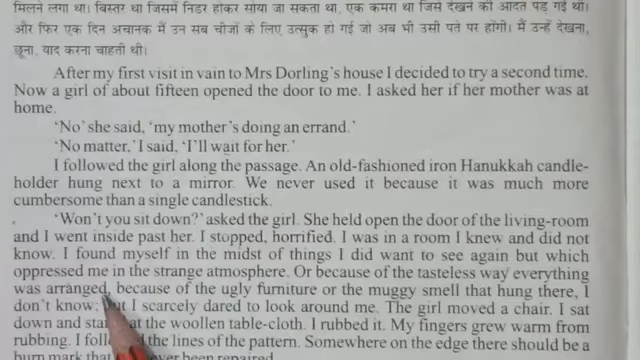 मिलने लगा था। बिस्तर था जिसमें निडर होकर सोया जा सकता था, एक कमरा था जिसे देखने की आदत पड़ गई थी।
और फिर एक दिन अचानक मैं उन सब चीजों के लिए उत्सुक हो गई जो अब भी उसी पते पर होंगी। मैं उन्हें देखना,
छूना, याद करना चाहती थी।
After my first visit in vain to Mrs Dorling's house I decided to try a second time.
Now a girl of about fifteen opened the door to me. I asked her if her mother was at
home.
'No' she said, 'my mother's doing an errand.'
'No matter,' I said, 'I'll wait for her.'
I followed the girl along the passage. An old-fashioned iron Hanukkah candle-
holder hung next to a mirror. We never used it because it was much more
cumbersome than a single candlestick.
'Won't you sit down?' asked the girl. She held open the door of the living-room
and I went inside past her. I stopped, horrified. I was in a room I knew and did not
know. I found myself in the midst of things I did want to see again but which
oppressed me in the strange atmosphere. Or because of the tasteless way everything
was arranged, because of the ugly furniture or the muggy smell that hung there, I
don't know; but I scarcely dared to look around me. The girl moved a chair. I sat
down and at the woollen table-cloth. I rubbed it. My fingers grew warm from
rubbing. I the lines of the pattern. Somewhere on the edge there should be a
burn mark that never been repaired.